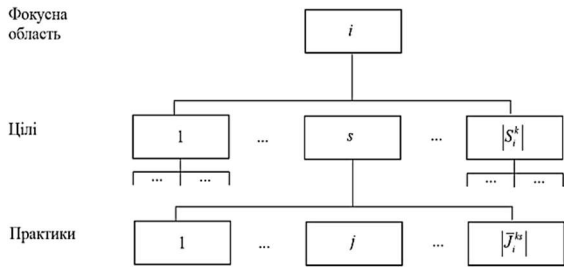 Фокусна
область
i
Цілі
1 ... s ... |S_i^k|
... ... ... ...
Практики
1 ... j ... |J̅_i^{ks}|